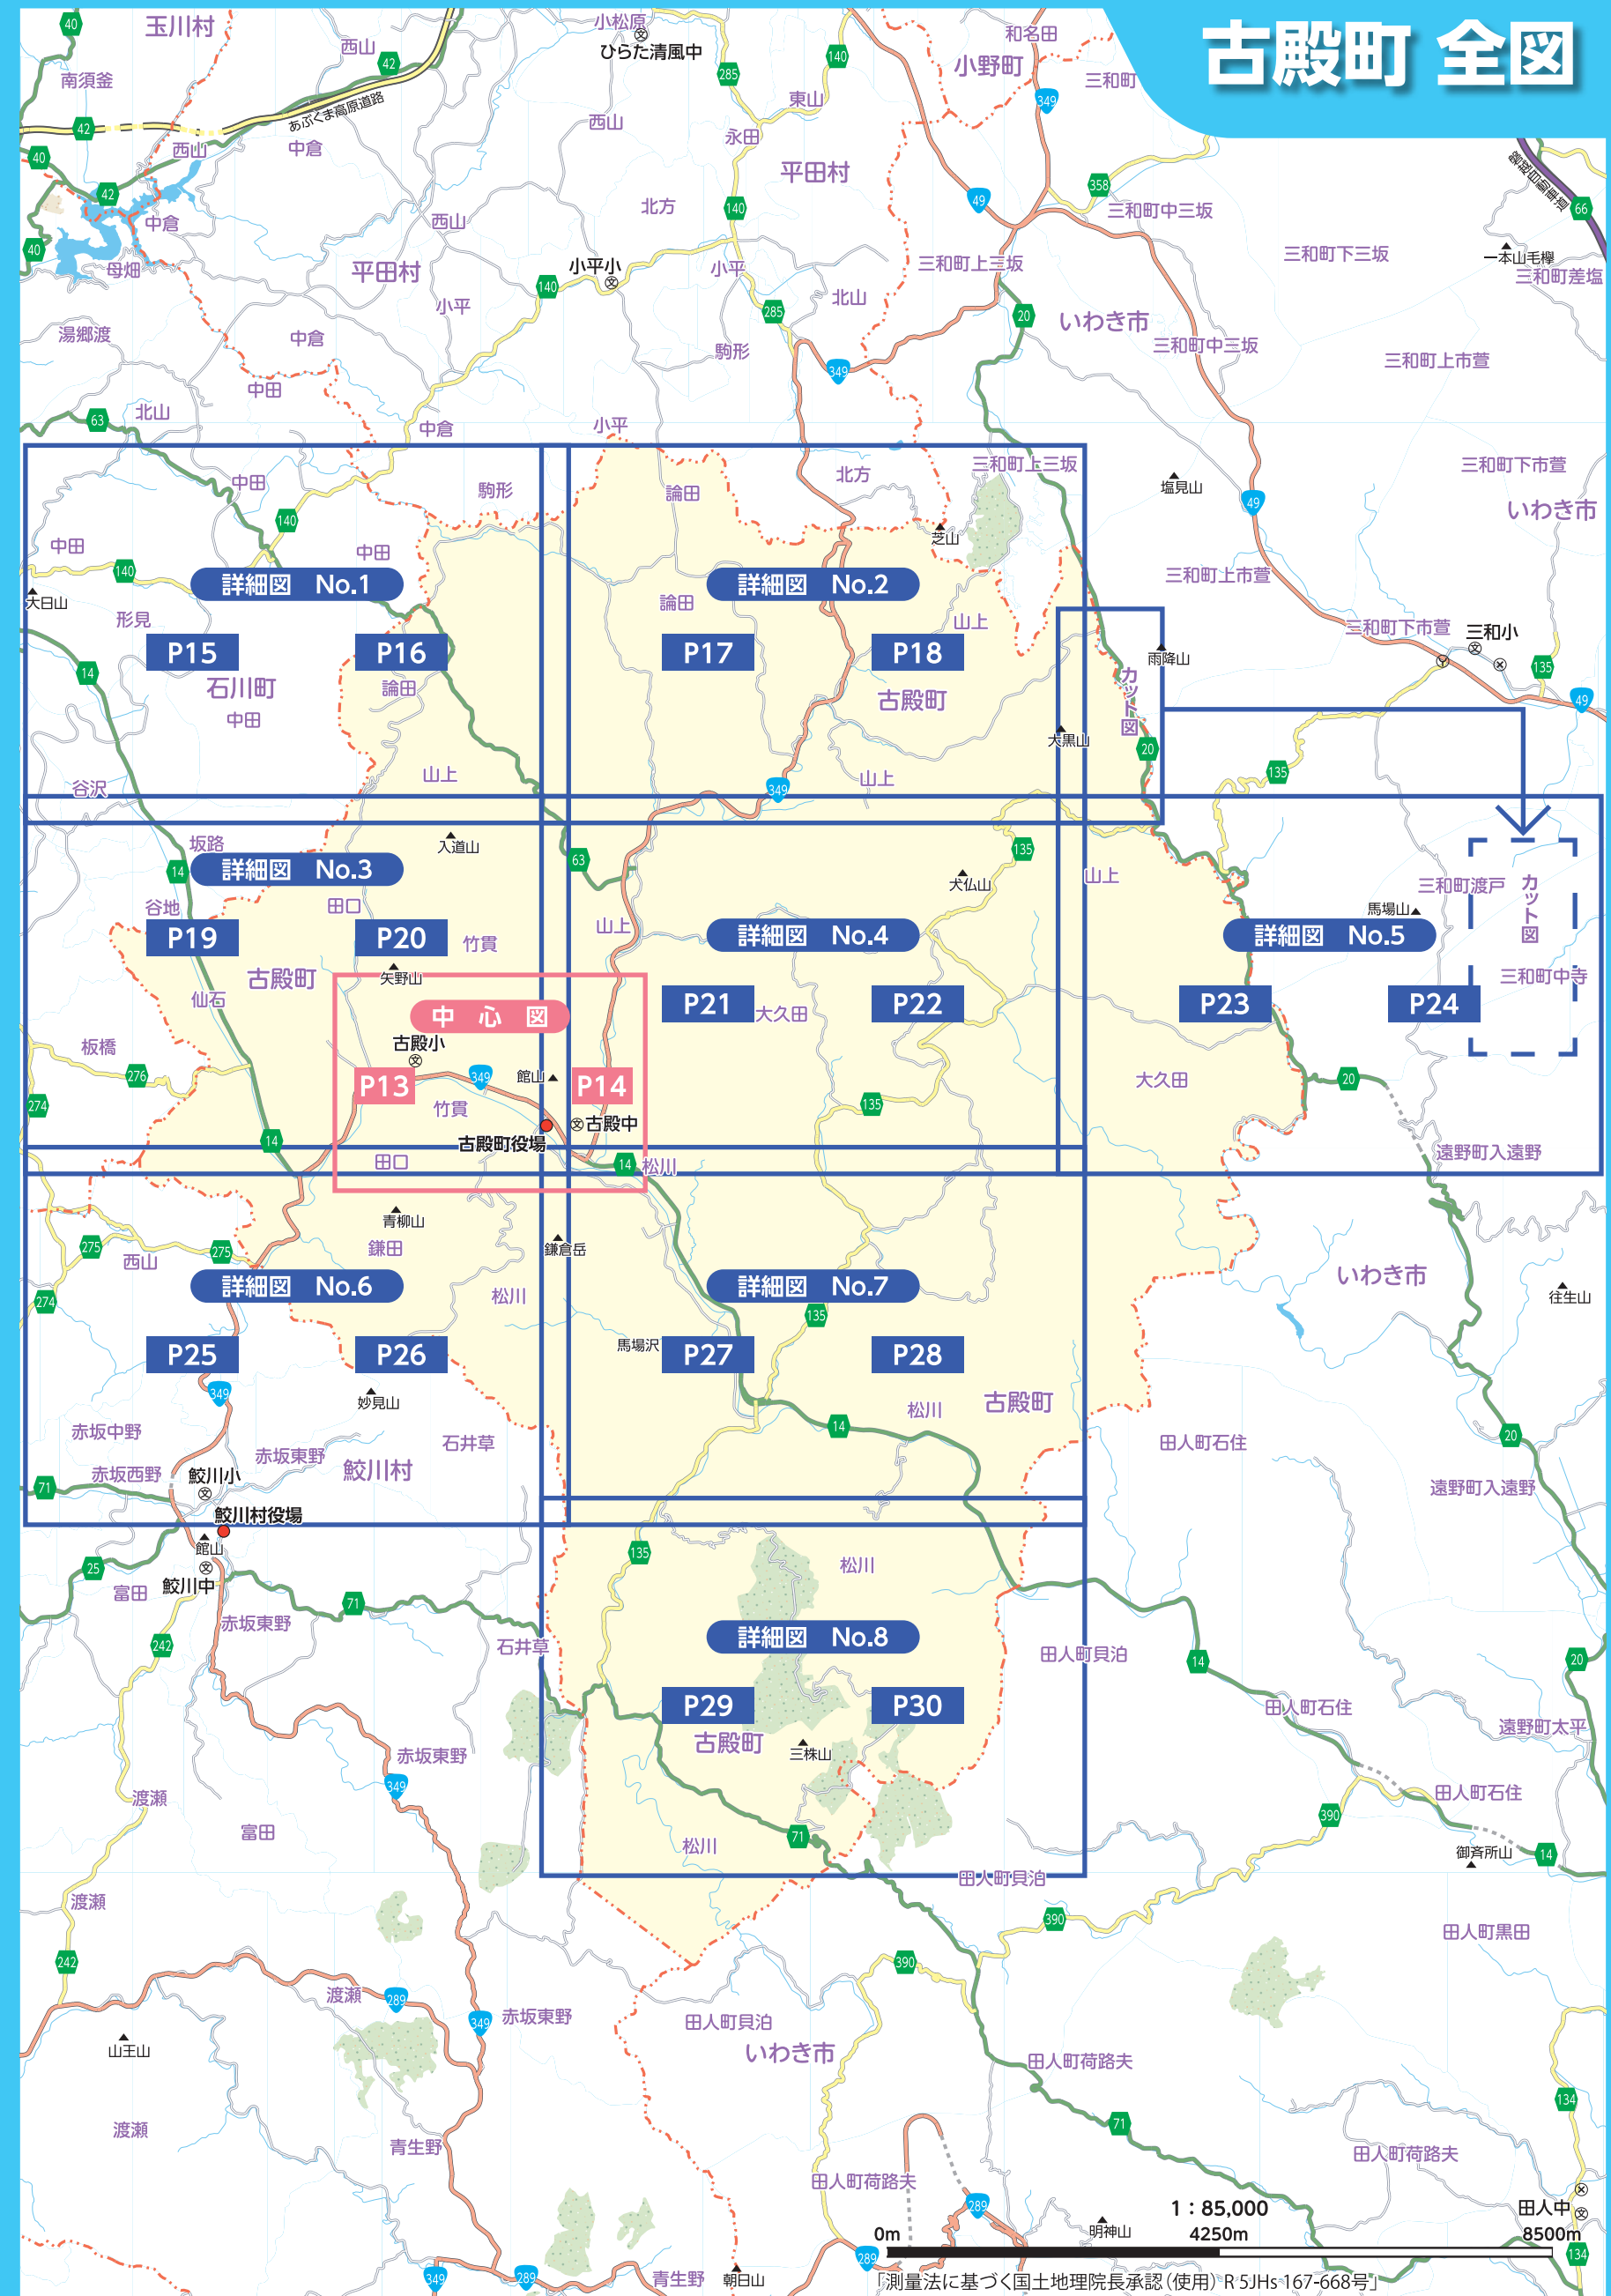 古殿町 全図
玉川村
小松原
和名田
西山
ひらた清風中
小野町
三和町
南須釜
あぶくま高原道路
東山
西山
永田
平田村
西山
中倉
磐越自動車道
北方
三和町中三坂
中倉
西山
三和町下三坂
一本山毛欅
三和町差塩
母畑
平田村
小平小
小平
三和町上三坂
小平
北山
いわき市
湯郷渡
中倉
駒形
三和町中三坂
三和町上市萱
中田
北山
中倉
小平
中田
駒形
論田
北方
三和町上三坂
塩見山
三和町下市萱
いわき市
中田
中田
芝山
三和町上市萱
詳細図 No.1
詳細図 No.2
大日山
形見
論田
山上
三和町下市萱
三和小
P15
P16
P17
P18
雨降山
石川町
論田
古殿町
カット図
中田
大黒山
谷沢
山上
山上
坂路
入道山
詳細図 No.3
犬仏山
山上
三和町渡戸
カット図
谷地
田口
馬場山
P19
P20
竹貫
山上
詳細図 No.4
詳細図 No.5
古殿町
矢野山
三和町中寺
仙石
中心図
P21
大久田
P22
P23
P24
板橋
古殿小
P13
館山
P14
大久田
竹貫
古殿中
古殿町役場
田口
松川
遠野町入遠野
青柳山
西山
鎌田
鎌倉岳
いわき市
詳細図 No.6
松川
詳細図 No.7
往生山
P25
P26
馬場沢
P27
P28
妙見山
松川
古殿町
赤坂中野
赤坂東野
石井草
田人町石住
赤坂西野
鮫川小
鮫川村
遠野町入遠野
鮫川村役場
館山
鮫川中
松川
富田
赤坂東野
石井草
詳細図 No.8
田人町貝泊
P29
P30
田人町石住
古殿町
三株山
遠野町太平
赤坂東野
渡瀬
田人町石住
富田
松川
御斉所山
田人町貝泊
渡瀬
田人町黒田
渡瀬
赤坂東野
田人町貝泊
いわき市
山王山
田人町荷路夫
渡瀬
青生野
田人町荷路夫
田人町荷路夫
田人中
明神山
1：85,000
0m 4250m 8500m
青生野
朝日山
「測量法に基づく国土地理院長承認（使用）R 5JHs 167-668号」